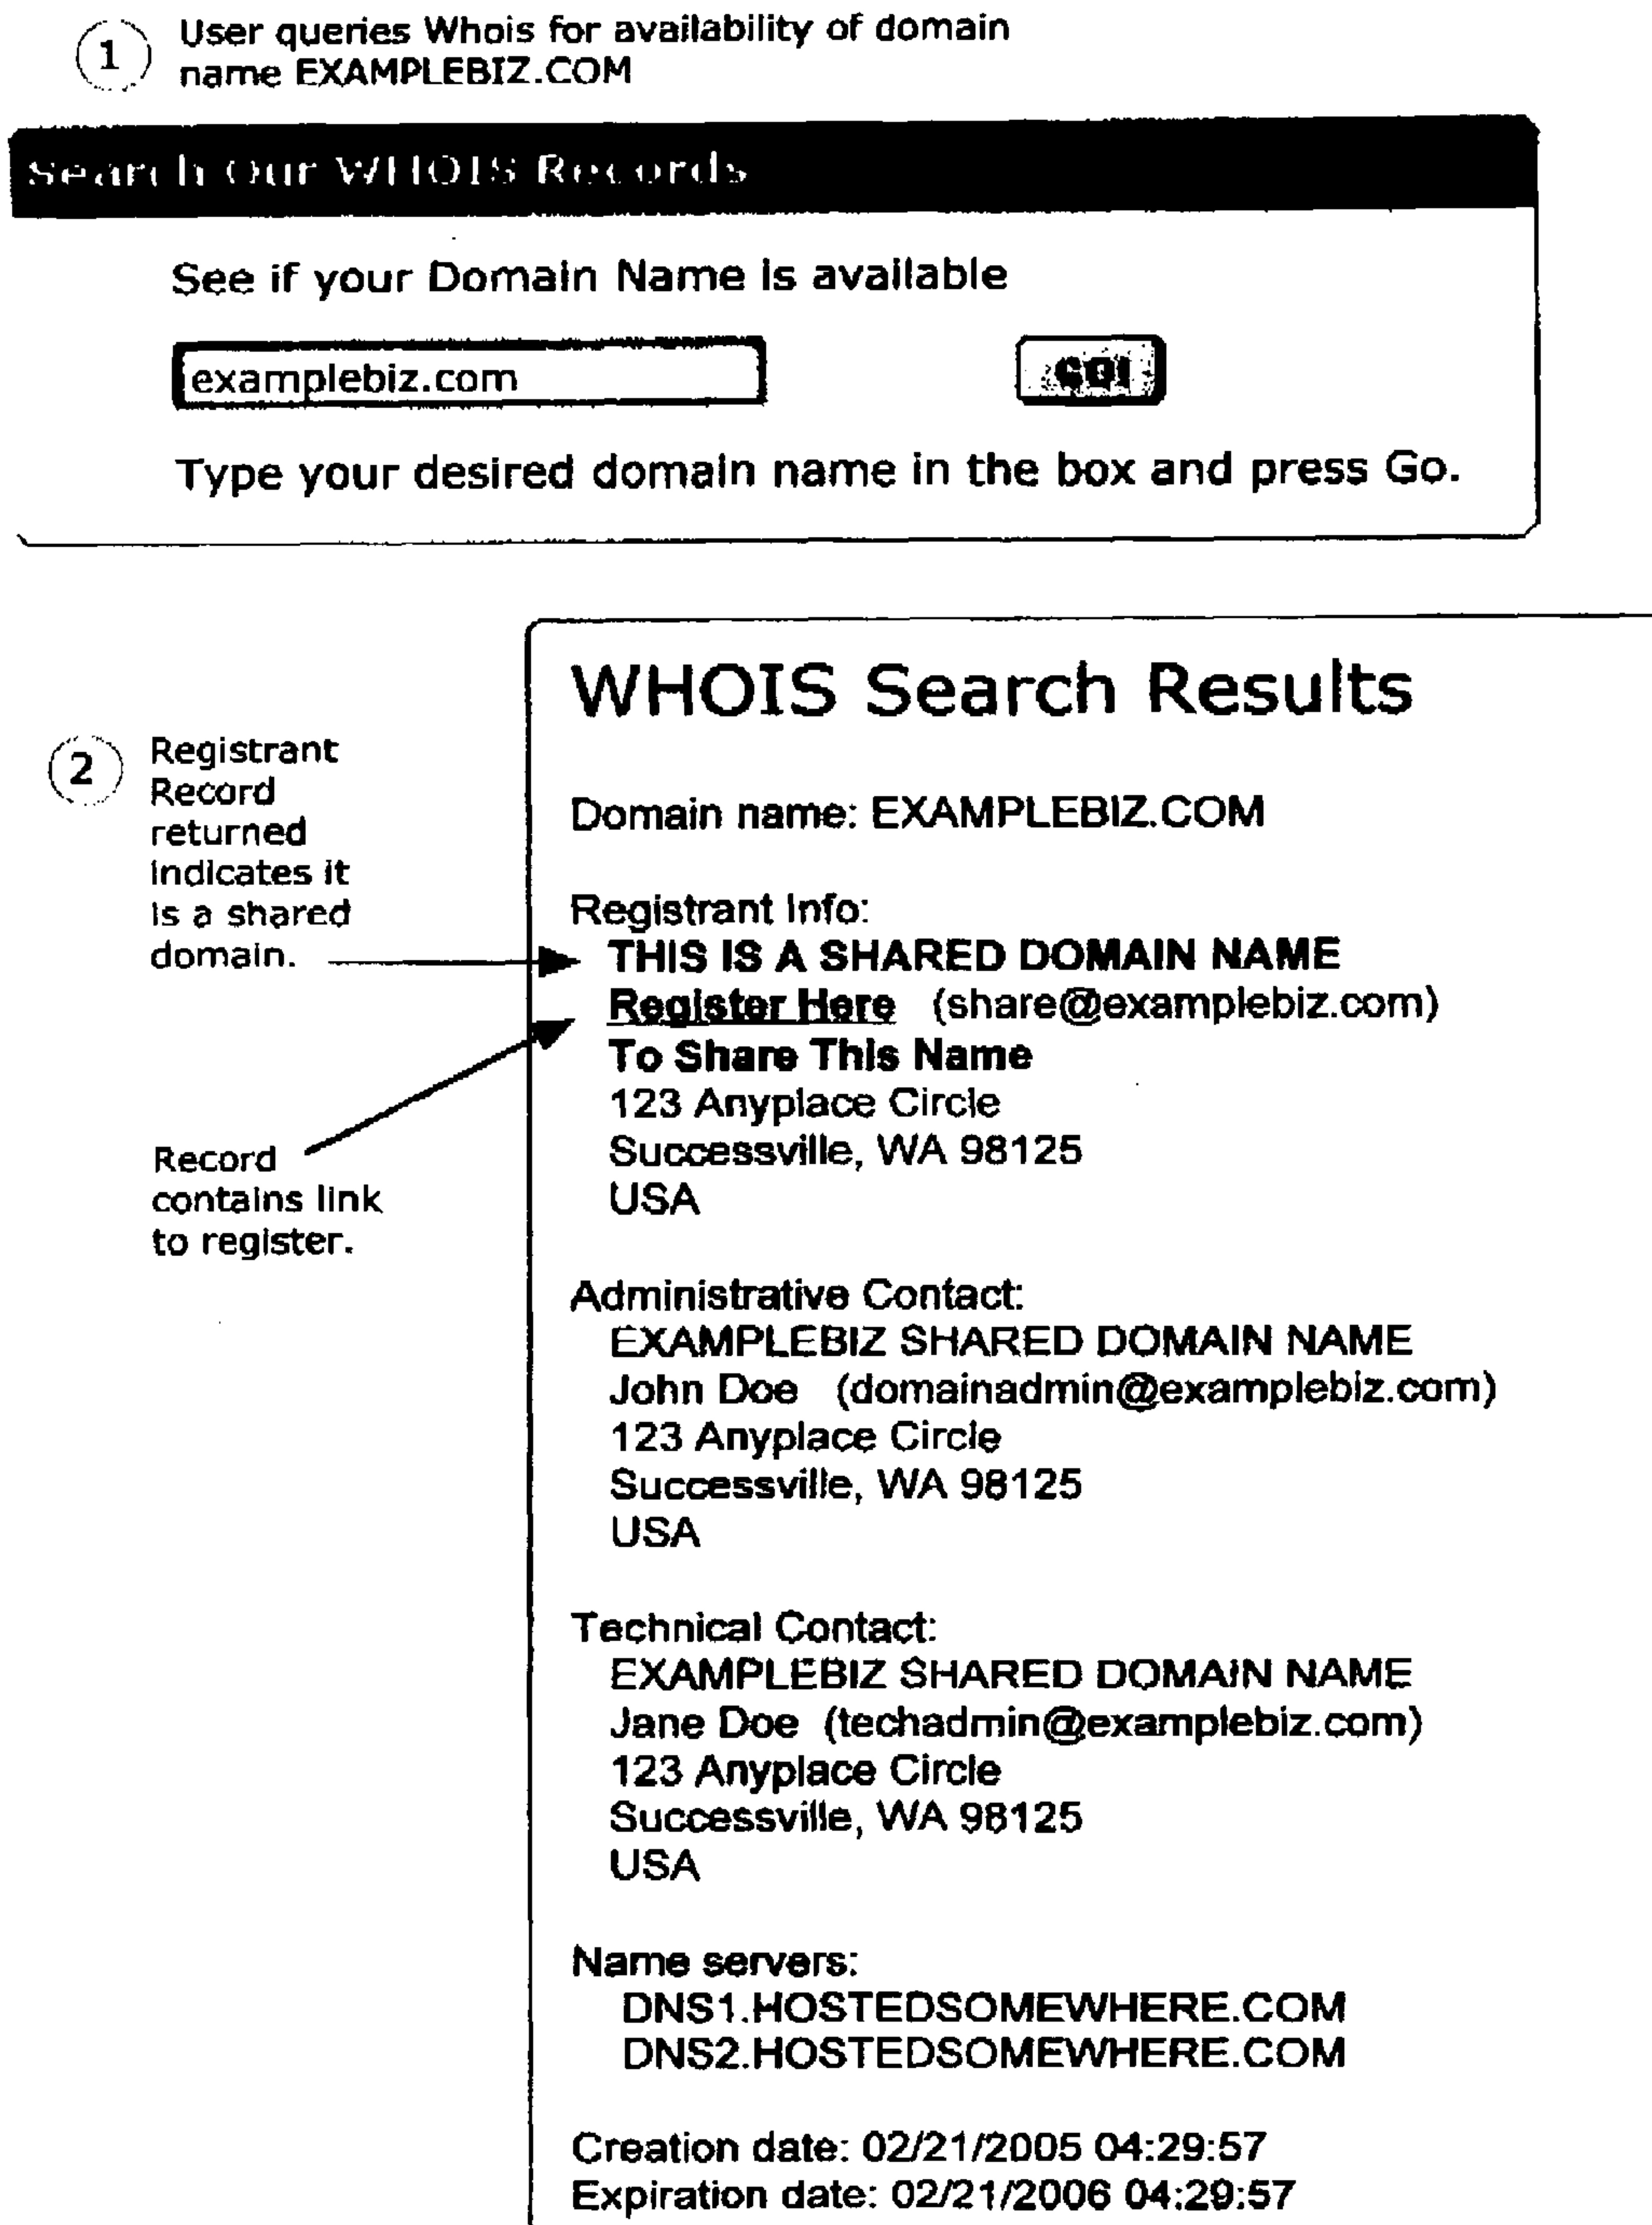 1
User queries Whois for availability of domain
name EXAMPLEBIZ.COM
Search Our WHOIS Records
See if your Domain Name is available
examplebiz.com
GO!
Type your desired domain name in the box and press Go.
WHOIS Search Results
2
Registrant
Record
returned
indicates it
is a shared
domain.
Domain name: EXAMPLEBIZ.COM
Registrant Info:
THIS IS A SHARED DOMAIN NAME
Register Here (share@examplebiz.com)
To Share This Name
123 Anyplace Circle
Successville, WA 98125
USA
Record
contains link
to register.
Administrative Contact:
EXAMPLEBIZ SHARED DOMAIN NAME
John Doe (domainadmin@examplebiz.com)
123 Anyplace Circle
Successville, WA 98125
USA
Technical Contact:
EXAMPLEBIZ SHARED DOMAIN NAME
Jane Doe (techadmin@examplebiz.com)
123 Anyplace Circle
Successville, WA 98125
USA
Name servers:
DNS1.HOSTEDSOMEWHERE.COM
DNS2.HOSTEDSOMEWHERE.COM
Creation date: 02/21/2005 04:29:57
Expiration date: 02/21/2006 04:29:57